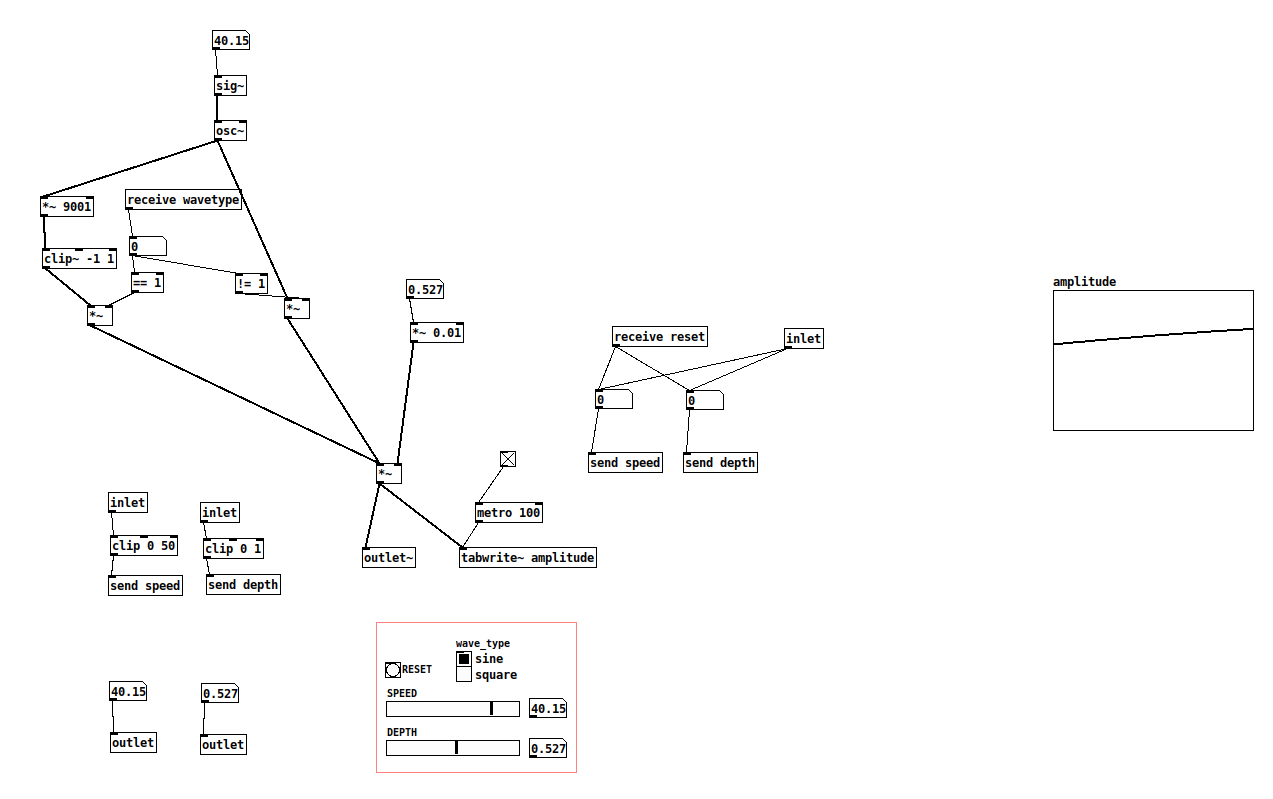 40.15
sig~
osc~
*~ 9001
receive wavetype
0
clip~ -1 1
== 1
!= 1
*~
*~
0.527
*~ 0.01
receive reset
inlet
0
0
send speed
send depth
amplitude
*~
metro 100
outlet~
tabwrite~ amplitude
inlet
inlet
clip 0 50
clip 0 1
send speed
send depth
40.15
0.527
outlet
outlet
wave_type
RESET
sine
square
SPEED
40.15
DEPTH
0.527